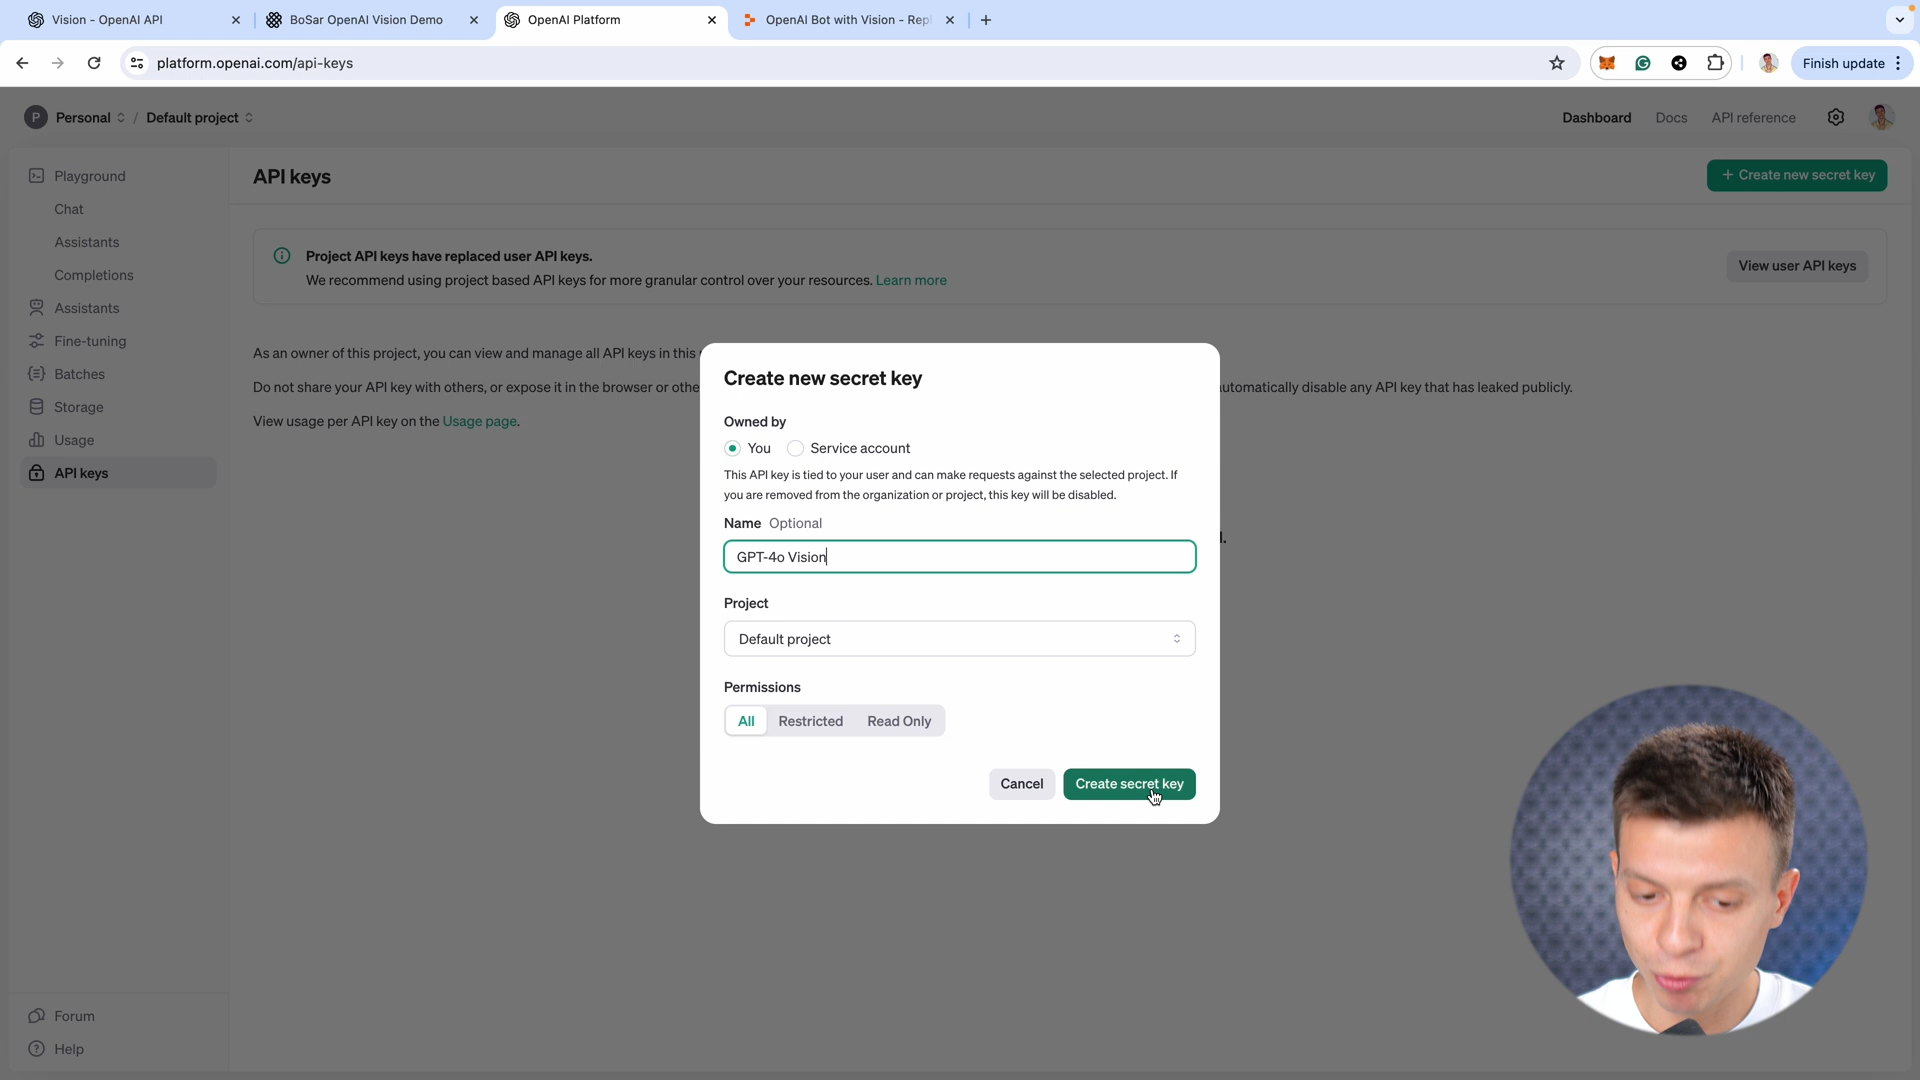 Vision - OpenAI API
BoSar OpenAI Vision Demo
OpenAI Platform
OpenAI Bot with Vision - Repl
platform.openai.com/api-keys
Finish update
P Personal / Default project
Dashboard
Docs
API reference
Playground
Chat
Assistants
Completions
Assistants
Fine-tuning
Batches
Storage
Usage
API keys
Forum
Help
API keys
+ Create new secret key
Project API keys have replaced user API keys.
We recommend using project based API keys for more granular control over your resources. Learn more
View user API keys
As an owner of this project, you can view and manage all API keys in this
Do not share your API key with others, or expose it in the browser or othe
utomatically disable any API key that has leaked publicly.
View usage per API key on the Usage page.
Create new secret key
Owned by
You
Service account
This API key is tied to your user and can make requests against the selected project. If
you are removed from the organization or project, this key will be disabled.
Name Optional
GPT-4o Vision
Project
Default project
Permissions
All
Restricted
Read Only
Cancel
Create secret key